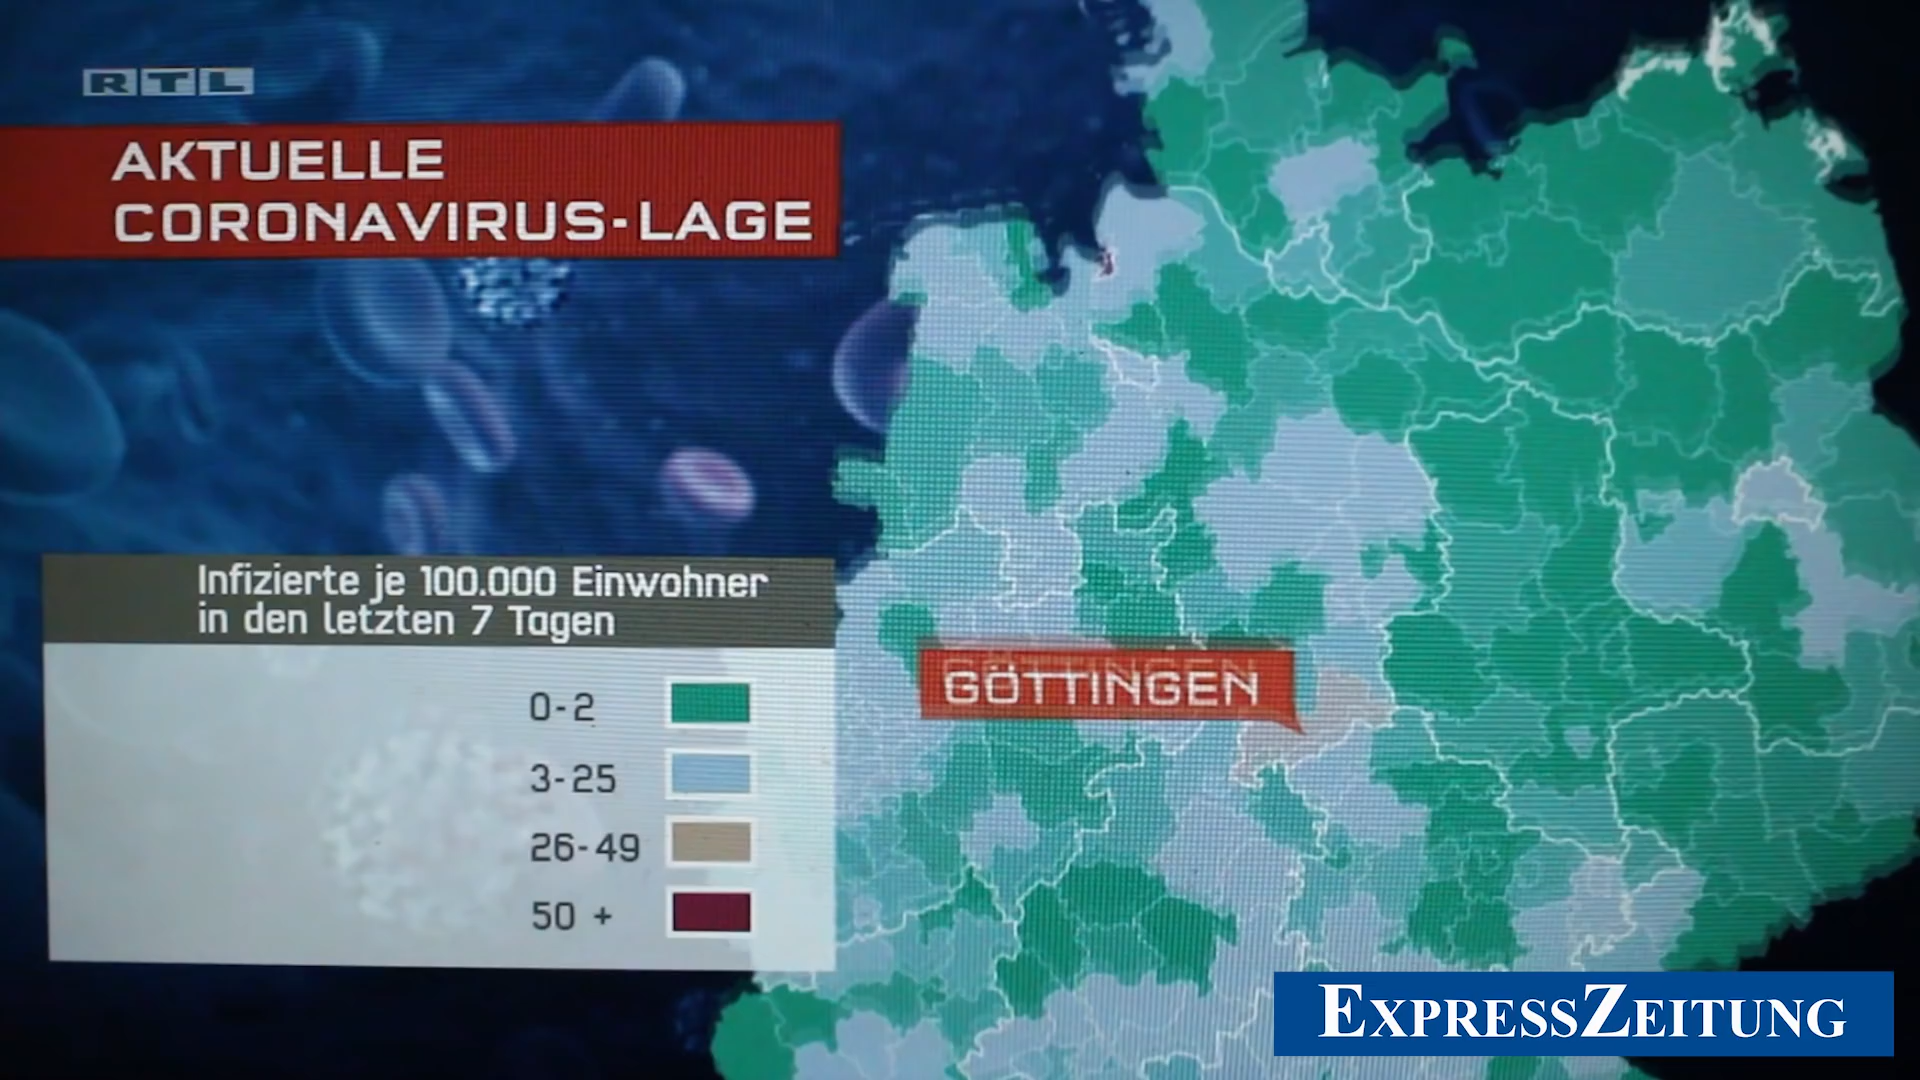 RTL
AKTUELLE
CORONAVIRUS-LAGE
Infizierte je 100.000 Einwohner
in den letzten 7 Tagen
0-2
3-25
26-49
50 +
GÖTTINGEN
EXPRESSZEITUNG